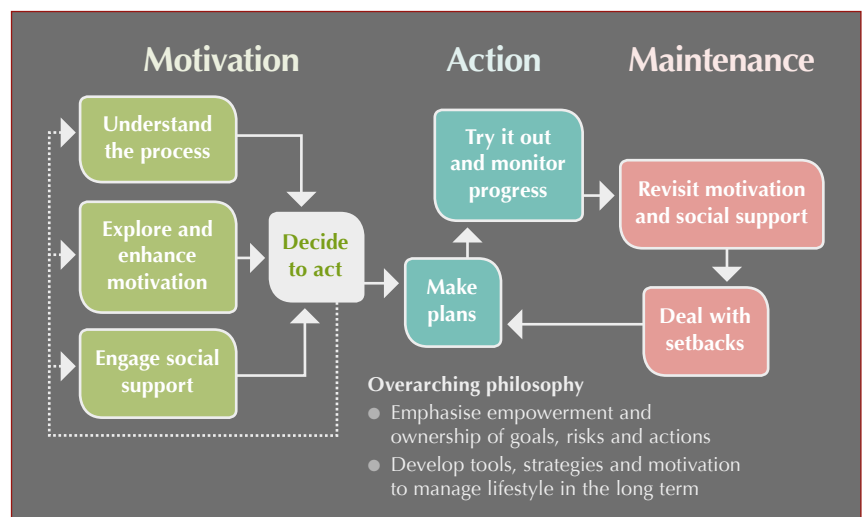 Motivation
Action
Maintenance
Understand
the process
Explore and
enhance
motivation
Engage social
support
Decide
to act
Try it out
and monitor
progress
Make
plans
Revisit motivation
and social support
Deal with
setbacks
Overarching philosophy
Emphasise empowerment and
ownership of goals, risks and actions
Develop tools, strategies and motivation
to manage lifestyle in the long term